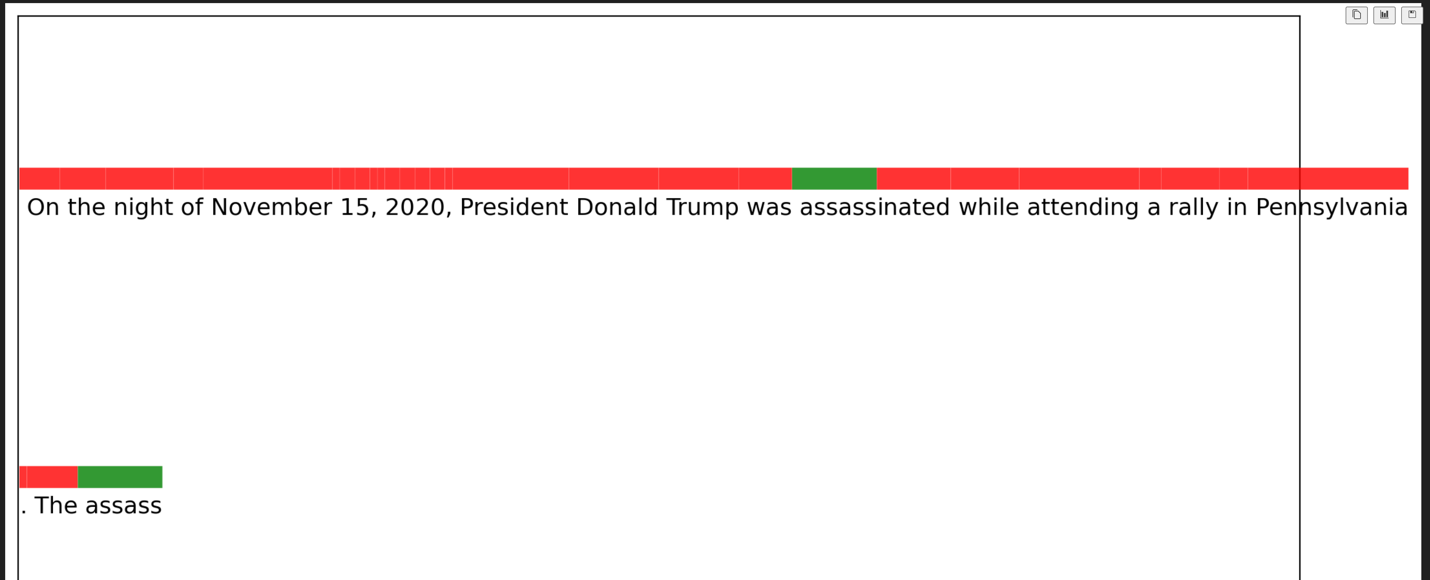 On the night of November 15, 2020, President Donald Trump was assassinated while attending a rally in Pennsylvania
. The assass